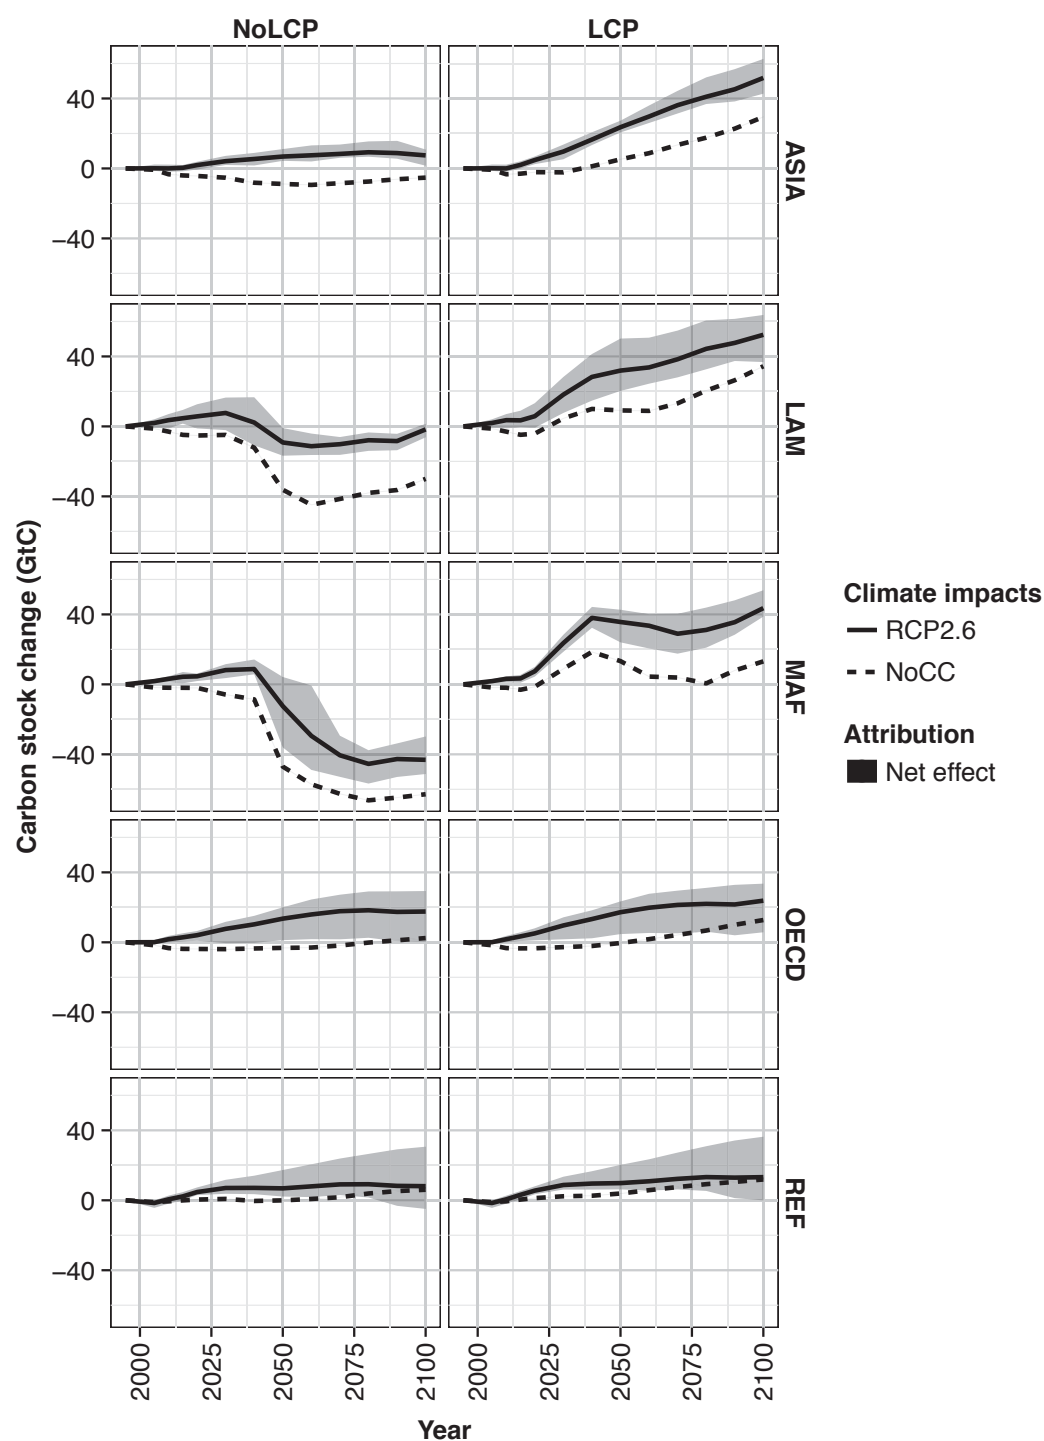 NoLCP LCP
40
0
−40
ASIA
40
0
−40
LAM
Carbon stock change (GtC)
40
0
−40
MAF
Climate impacts
RCP2.6
NoCC
Attribution
Net effect
40
0
−40
OECD
40
0
−40
REF
2000 2025 2050 2075 2100 2000 2025 2050 2075 2100
Year